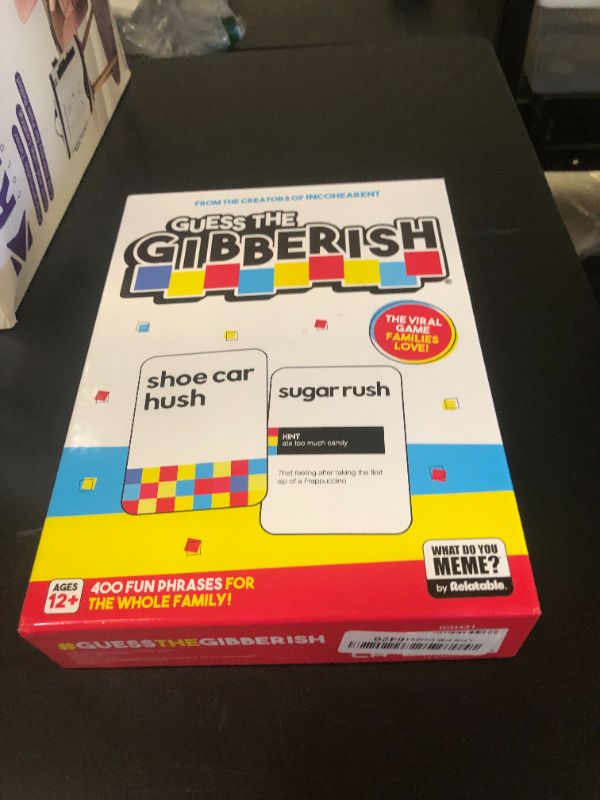 FROM THE CREATORS OF INCOHEARENT
GUESS THE
GIBBERISH
THE VIRAL
GAME
FAMILIES
LOVE!
shoe car
hush
sugar rush
HINT
ate too much candy
That feeling after taking the first
sip of a Frappuccino
WHAT DO YOU
MEME?
by Relatable.
AGES
12+
400 FUN PHRASES FOR
THE WHOLE FAMILY!
#GUESSTHEGIBBERISH